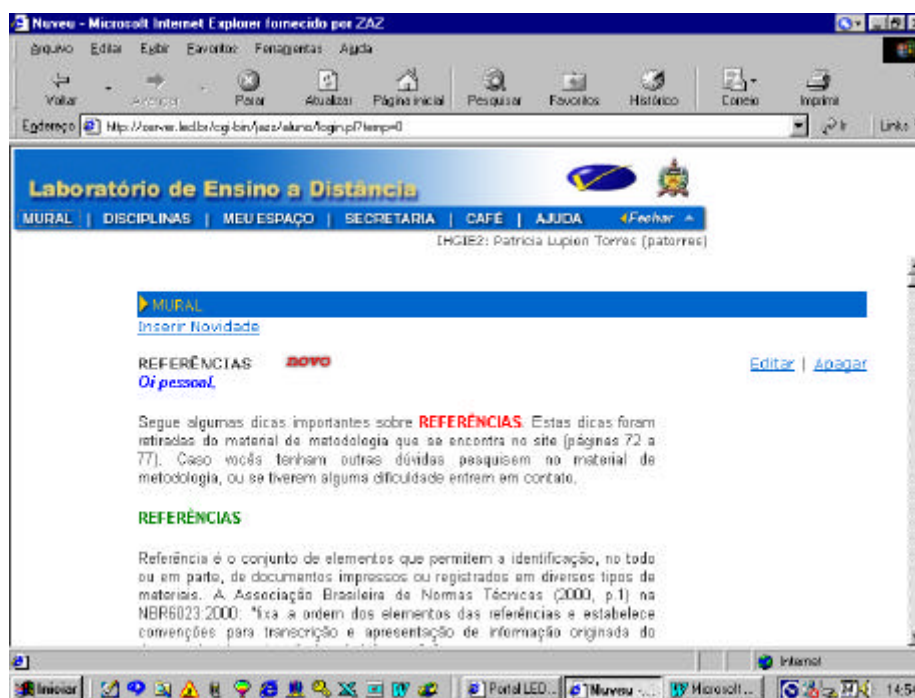 Nuveu - Microsoft Internet Explorer fornecido por ZAZ
Arquivo Editar Exibir Favoritos Ferramentas Ajuda
Voltar Avançar Parar Atualizar Página inicial Pesquisar Favoritos Histórico Correio Imprimir
Endereço http://server.led.br/cgi-bin/jazz/aluno/login.pl?temp=0 Ir Links
Laboratório de Ensino a Distância
MURAL | DISCIPLINAS | MEU ESPAÇO | SECRETARIA | CAFÉ | AJUDA Fechar
IHGIE2: Patricia Lupion Torres (patorres)
MURAL
Inserir Novidade
REFERÊNCIAS novo Editar | Apagar
Oi pessoal,
Segue algumas dicas importantes sobre REFERÊNCIAS. Estas dicas foram
retiradas do material de metodologia que se encontra no site (páginas 72 a
77). Caso vocês tenham outras dúvidas pesquisem no material de
metodologia, ou se tiverem alguma dificuldade entrem em contato.
REFERÊNCIAS
Referência é o conjunto de elementos que permitem a identificação, no todo
ou em parte, de documentos impressos ou registrados em diversos tipos de
materiais. A Associação Brasileira de Normas Técnicas (2000, p.1) na
NBR6023:2000: "fixa a ordem dos elementos das referências e estabelece
convenções para transcrição e apresentação de informação originada do
Internet
Iniciar Portal LED... Nuveu -... Microsoft ...